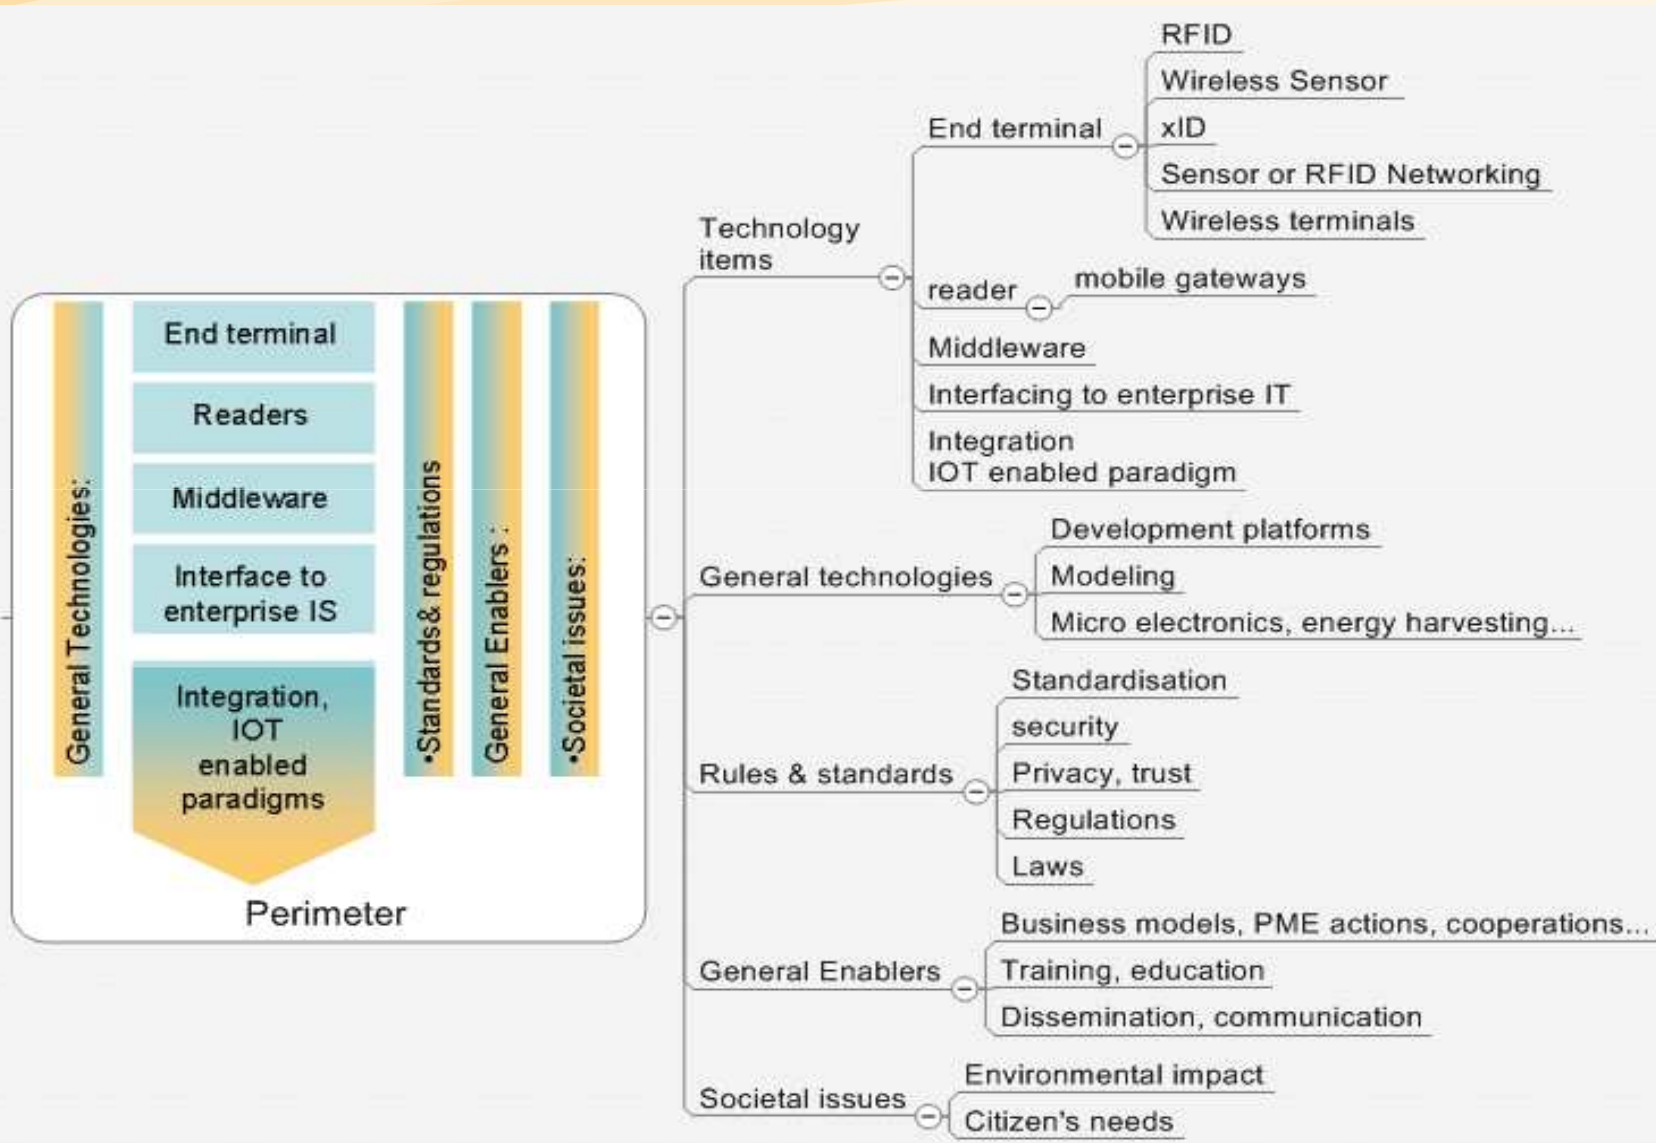 General Technologies:
End terminal
Readers
Middleware
Interface to
enterprise IS
Integration,
IOT
enabled
paradigms
•Standards& regulations
General Enablers :
•Societal issues:
Perimeter
Technology
items
End terminal
RFID
Wireless Sensor
xID
Sensor or RFID Networking
Wireless terminals
reader
mobile gateways
Middleware
Interfacing to enterprise IT
Integration
IOT enabled paradigm
General technologies
Development platforms
Modeling
Micro electronics, energy harvesting...
Rules & standards
Standardisation
security
Privacy, trust
Regulations
Laws
General Enablers
Business models, PME actions, cooperations...
Training, education
Dissemination, communication
Societal issues
Environmental impact
Citizen's needs